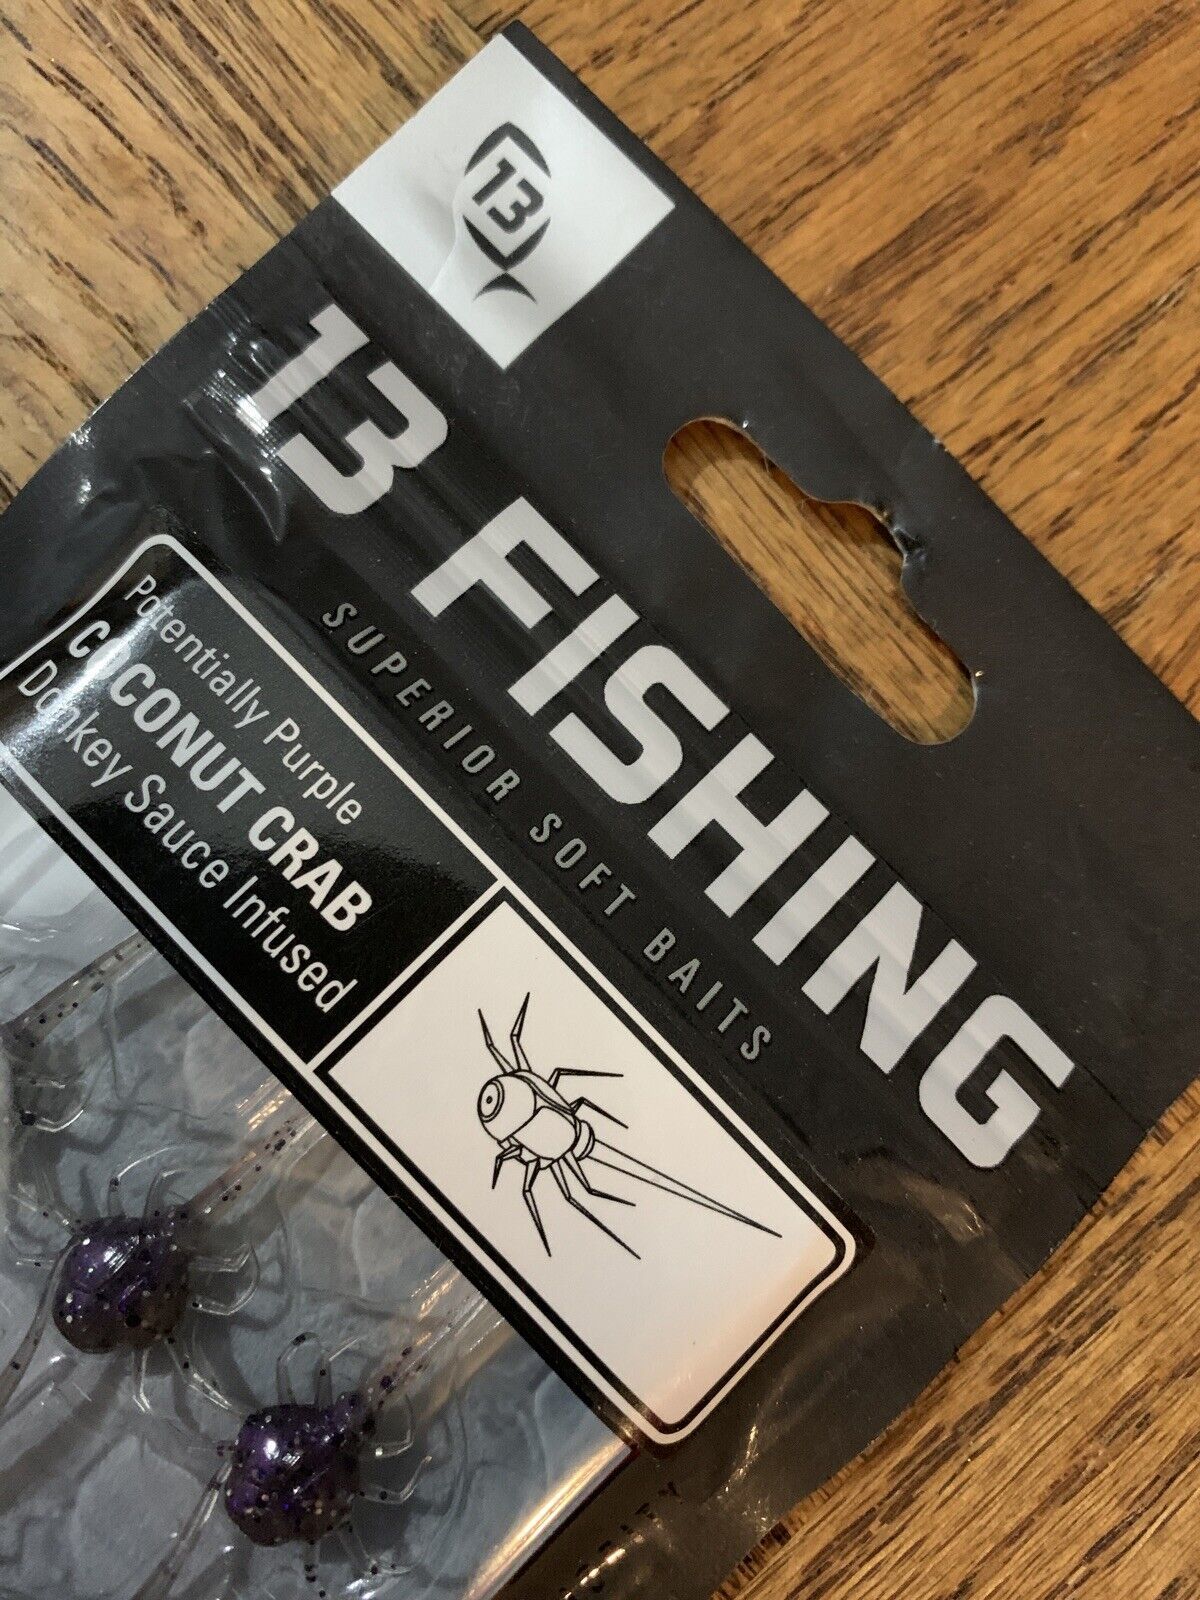 13
13 FISHING
SUPERIOR SOFT BAITS
Potentially Purple
COCONUT CRAB
Donkey Sauce Infused